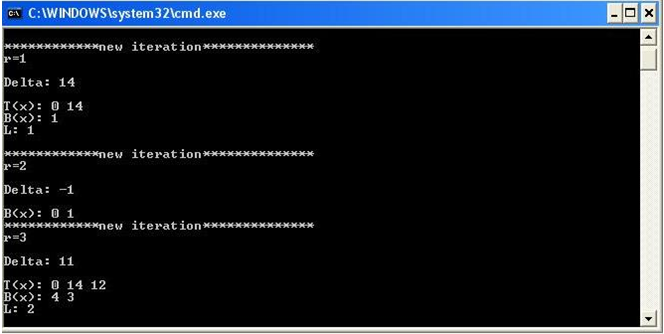 C:\WINDOWS\system32\cmd.exe
************new iteration**************
r=1
Delta: 14
T(x): 0 14
B(x): 1
L: 1
************new iteration**************
r=2
Delta: -1
B(x): 0 1
************new iteration**************
r=3
Delta: 11
T(x): 0 14 12
B(x): 4 3
L: 2